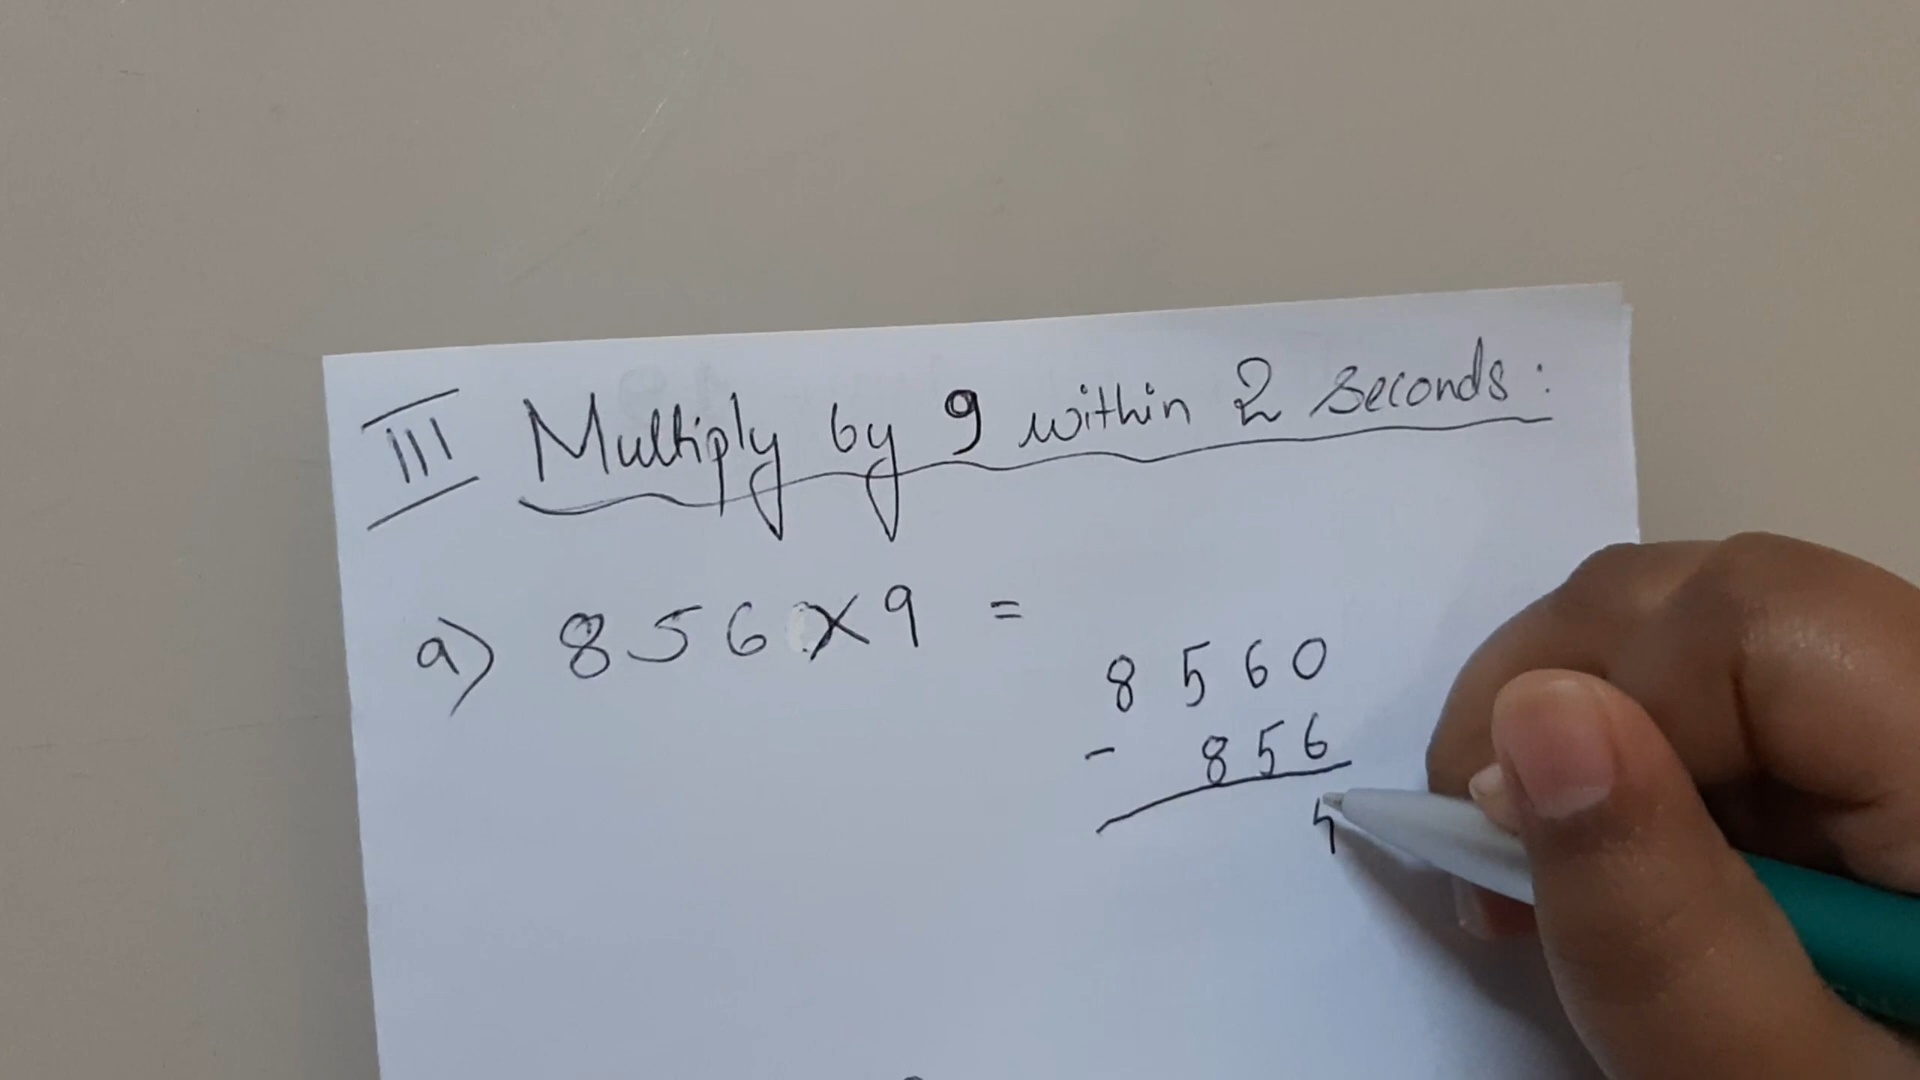 III Multiply by 9 within 2 seconds:
a) 856 × 9 =
8560
- 856
4